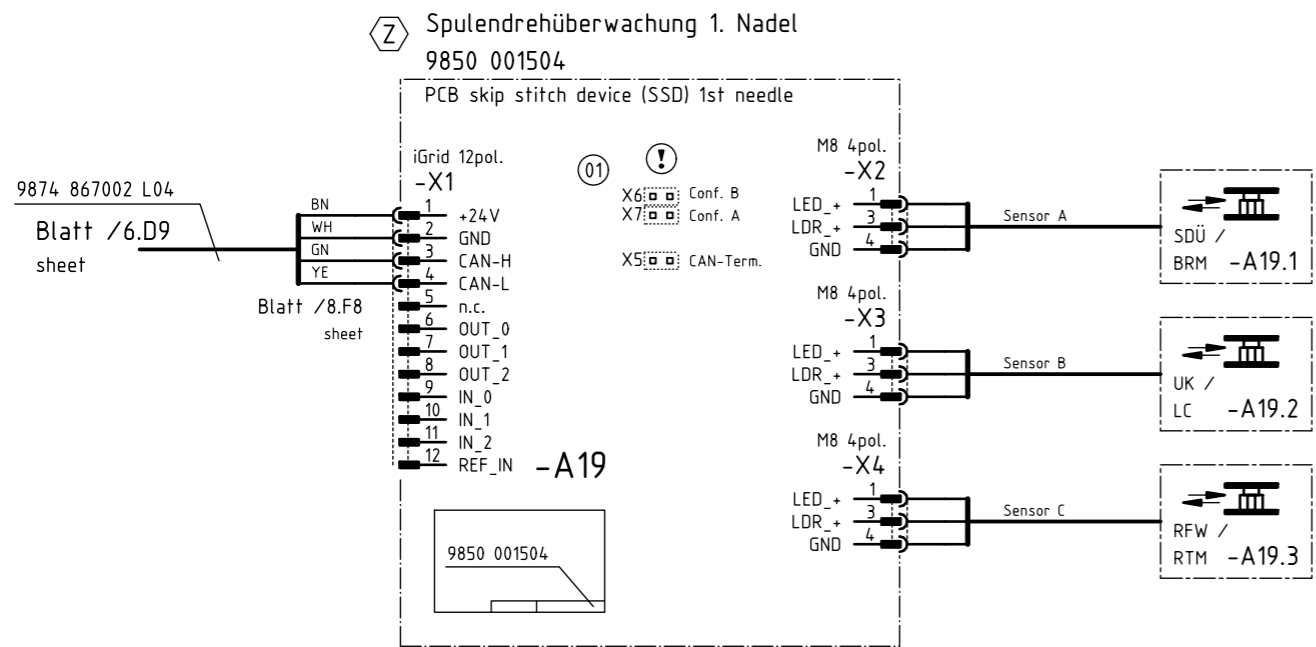 Z
Spulendrehüberwachung 1. Nadel
9850 001504
PCB skip stitch device (SSD) 1st needle
9874 867002 L04
Blatt /6.D9
sheet
BN
WH
GN
YE
Blatt /8.F8
sheet
iGrid 12pol.
-X1
1 +24V
2 GND
3 CAN-H
4 CAN-L
5 n.c.
6 OUT_0
7 OUT_1
8 OUT_2
9 IN_0
10 IN_1
11 IN_2
12 REF_IN
-A19
01
!
X6 Conf. B
X7 Conf. A
X5 CAN-Term.
9850 001504
M8 4pol.
-X2
LED_+ 1
LDR_+ 3
GND 4
Sensor A
SDÜ /
BRM -A19.1
M8 4pol.
-X3
LED_+ 1
LDR_+ 3
GND 4
Sensor B
UK /
LC -A19.2
M8 4pol.
-X4
LED_+ 1
LDR_+ 3
GND 4
Sensor C
RFW /
RTM -A19.3